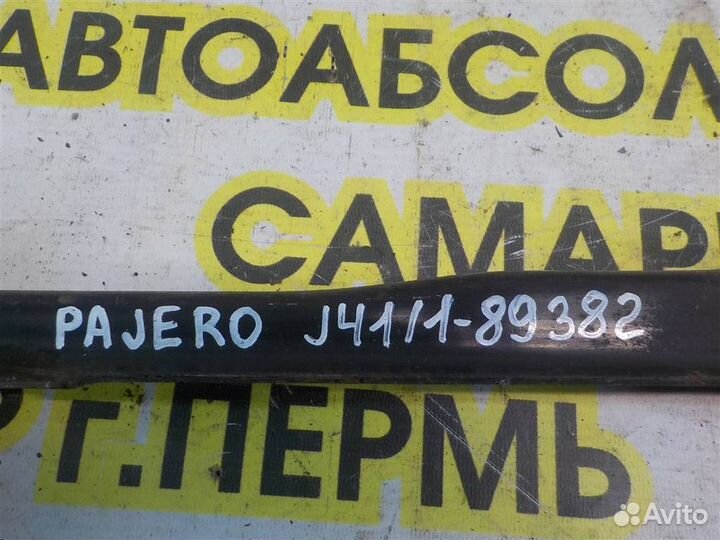 АВТОАБСОЛ
САМАР
PAJERO J41/1-89382
г.ПЕРМЬ
Avito